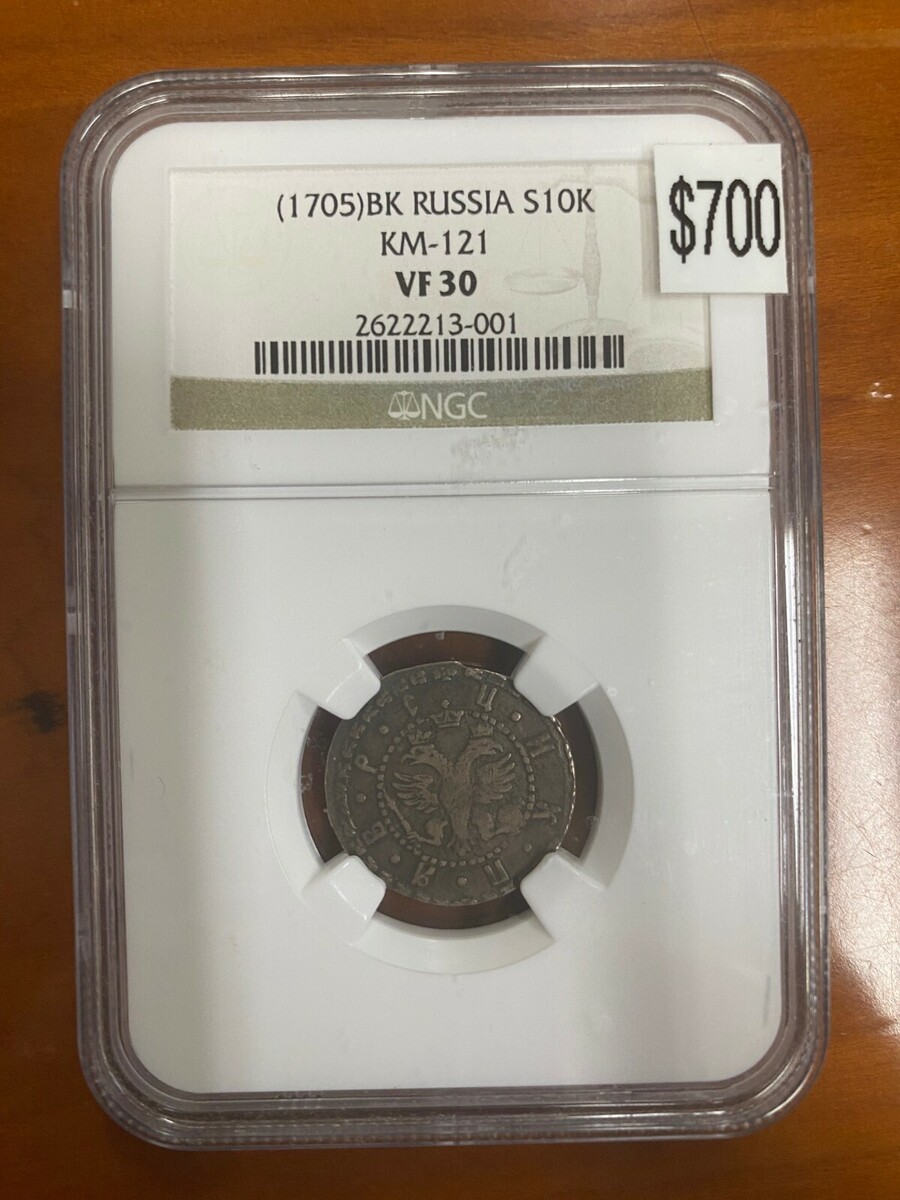 (1705)BK RUSSIA S10K
$700
KM-121
VF 30
2622213-001
NGC